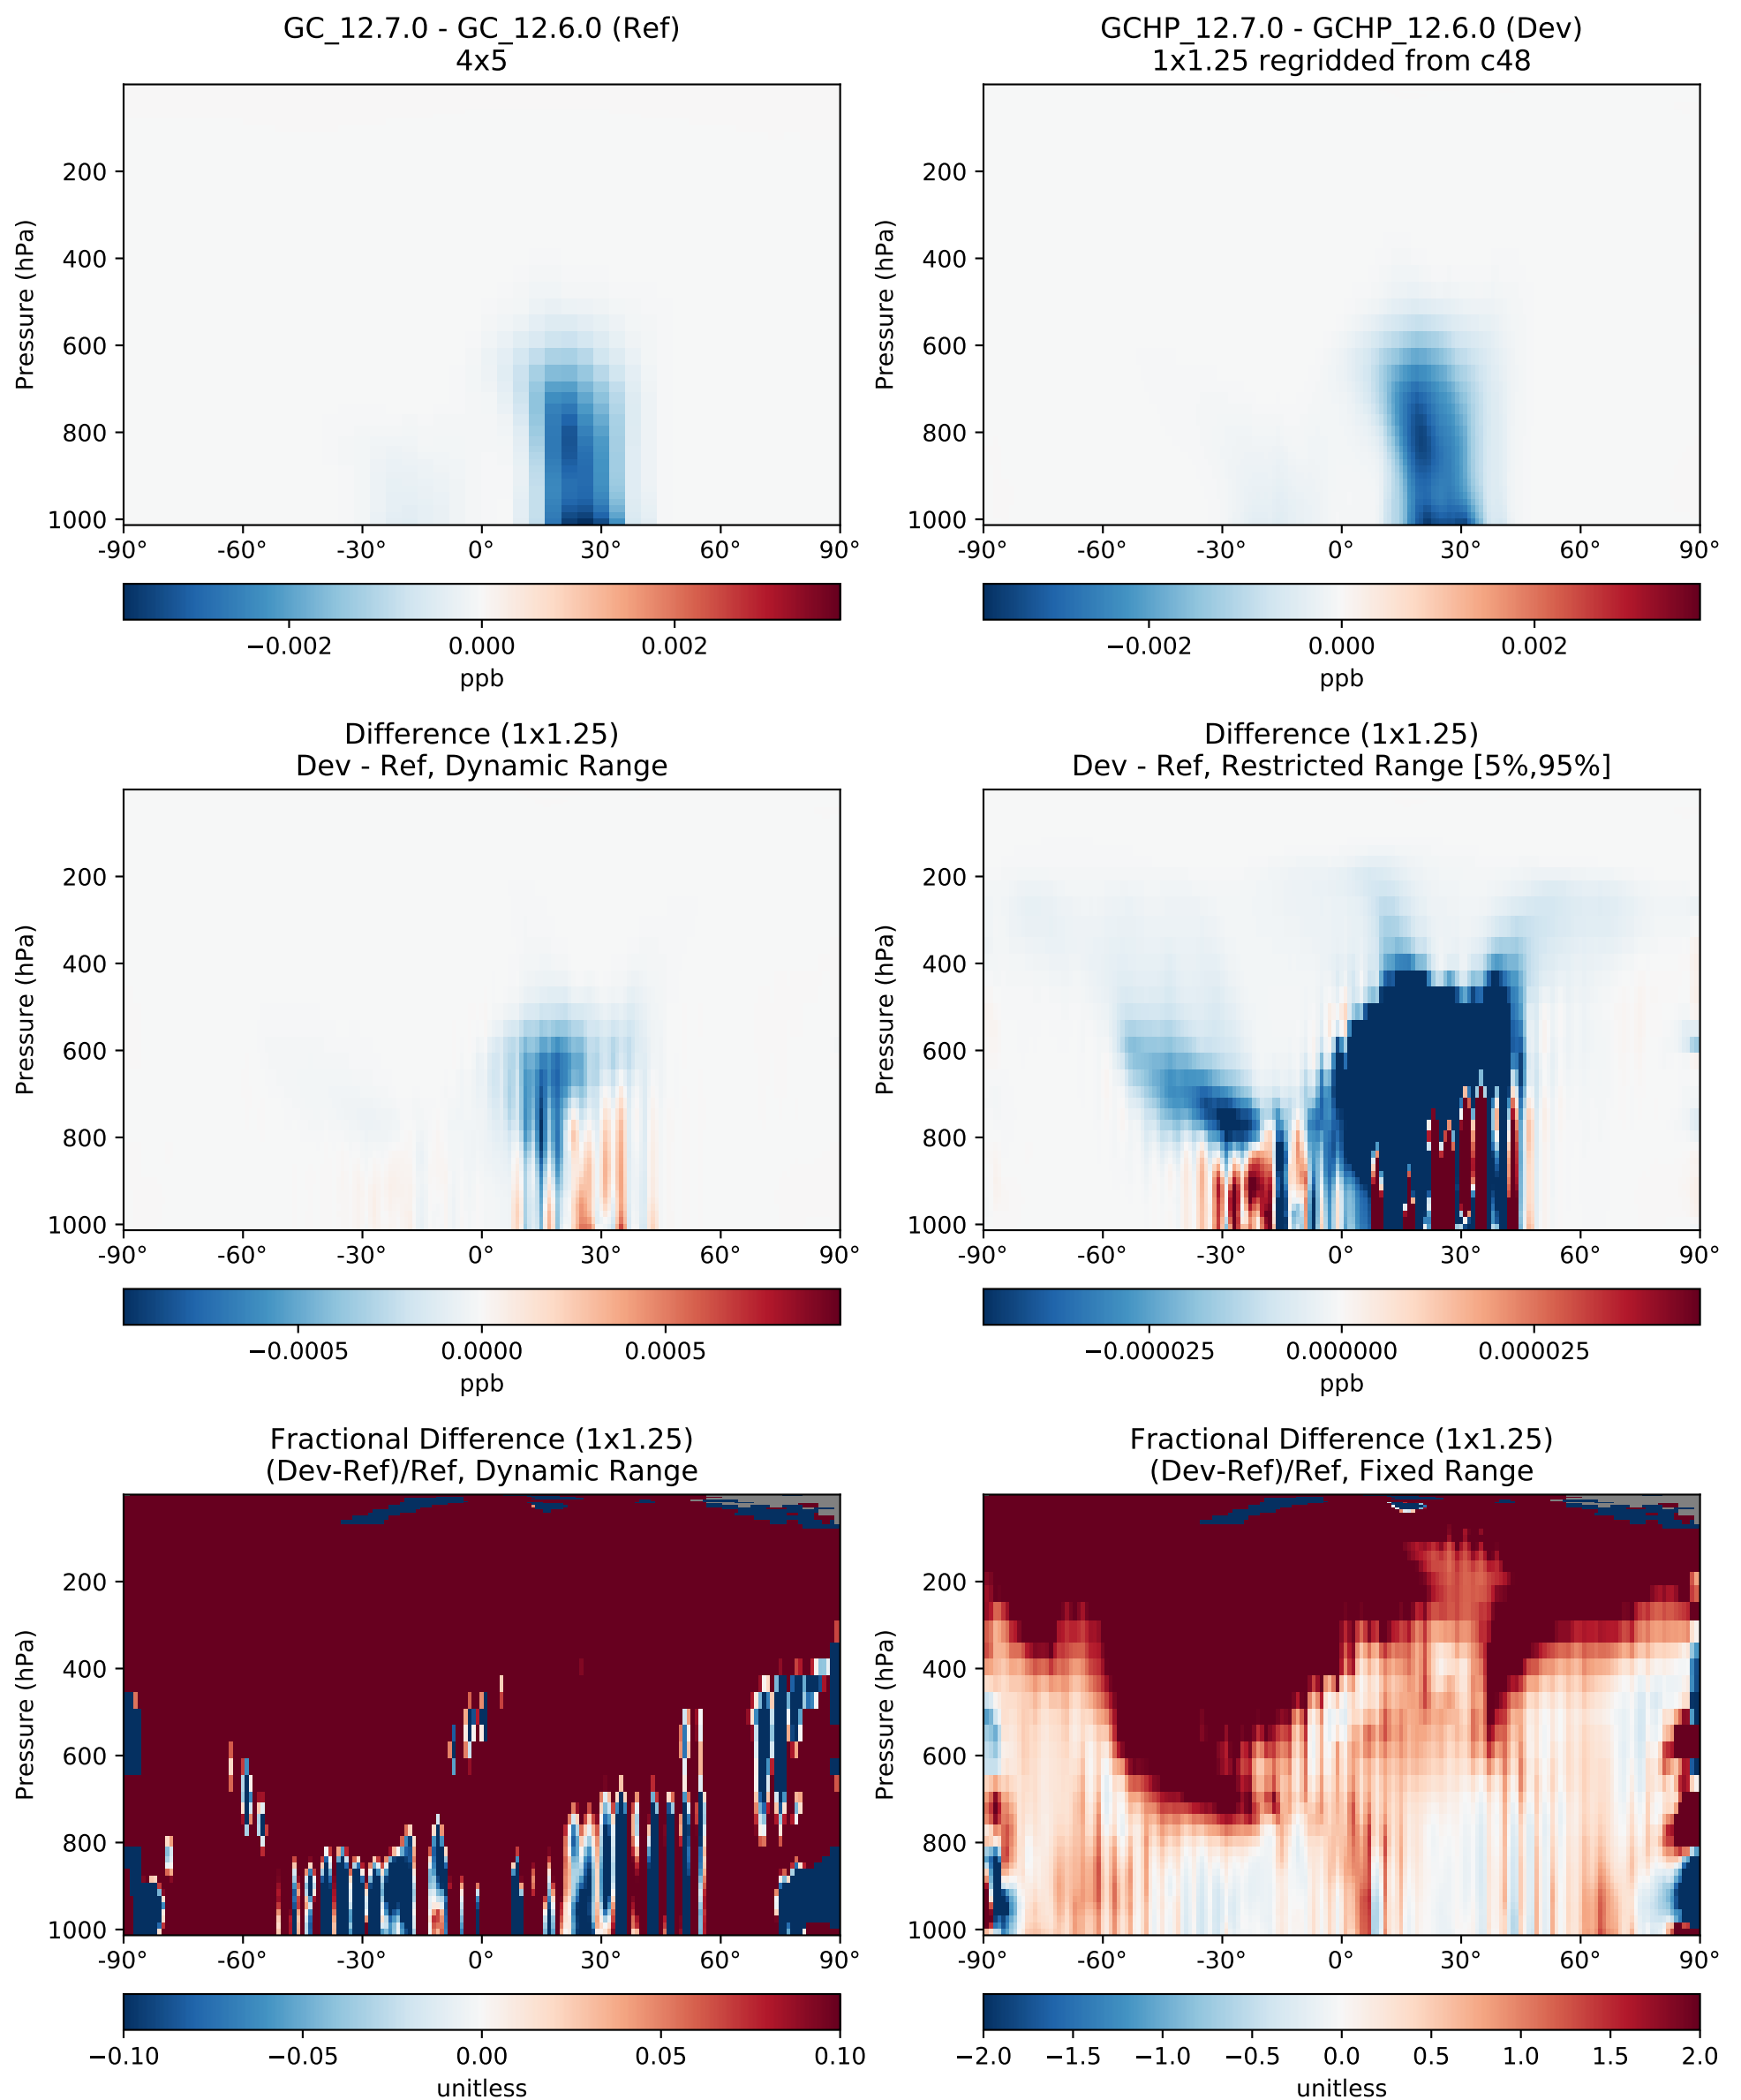 GC_12.7.0 - GC_12.6.0 (Ref)
4x5
Pressure (hPa)
200
400
600
800
1000
-90° -60° -30° 0° 30° 60° 90°
−0.002 0.000 0.002
ppb
GCHP_12.7.0 - GCHP_12.6.0 (Dev)
1x1.25 regridded from c48
Pressure (hPa)
200
400
600
800
1000
-90° -60° -30° 0° 30° 60° 90°
−0.002 0.000 0.002
ppb
Difference (1x1.25)
Dev - Ref, Dynamic Range
Pressure (hPa)
200
400
600
800
1000
-90° -60° -30° 0° 30° 60° 90°
−0.0005 0.0000 0.0005
ppb
Difference (1x1.25)
Dev - Ref, Restricted Range [5%,95%]
Pressure (hPa)
200
400
600
800
1000
-90° -60° -30° 0° 30° 60° 90°
−0.000025 0.000000 0.000025
ppb
Fractional Difference (1x1.25)
(Dev-Ref)/Ref, Dynamic Range
Pressure (hPa)
200
400
600
800
1000
-90° -60° -30° 0° 30° 60° 90°
−0.10 −0.05 0.00 0.05 0.10
unitless
Fractional Difference (1x1.25)
(Dev-Ref)/Ref, Fixed Range
Pressure (hPa)
200
400
600
800
1000
-90° -60° -30° 0° 30° 60° 90°
−2.0 −1.5 −1.0 −0.5 0.0 0.5 1.0 1.5 2.0
unitless